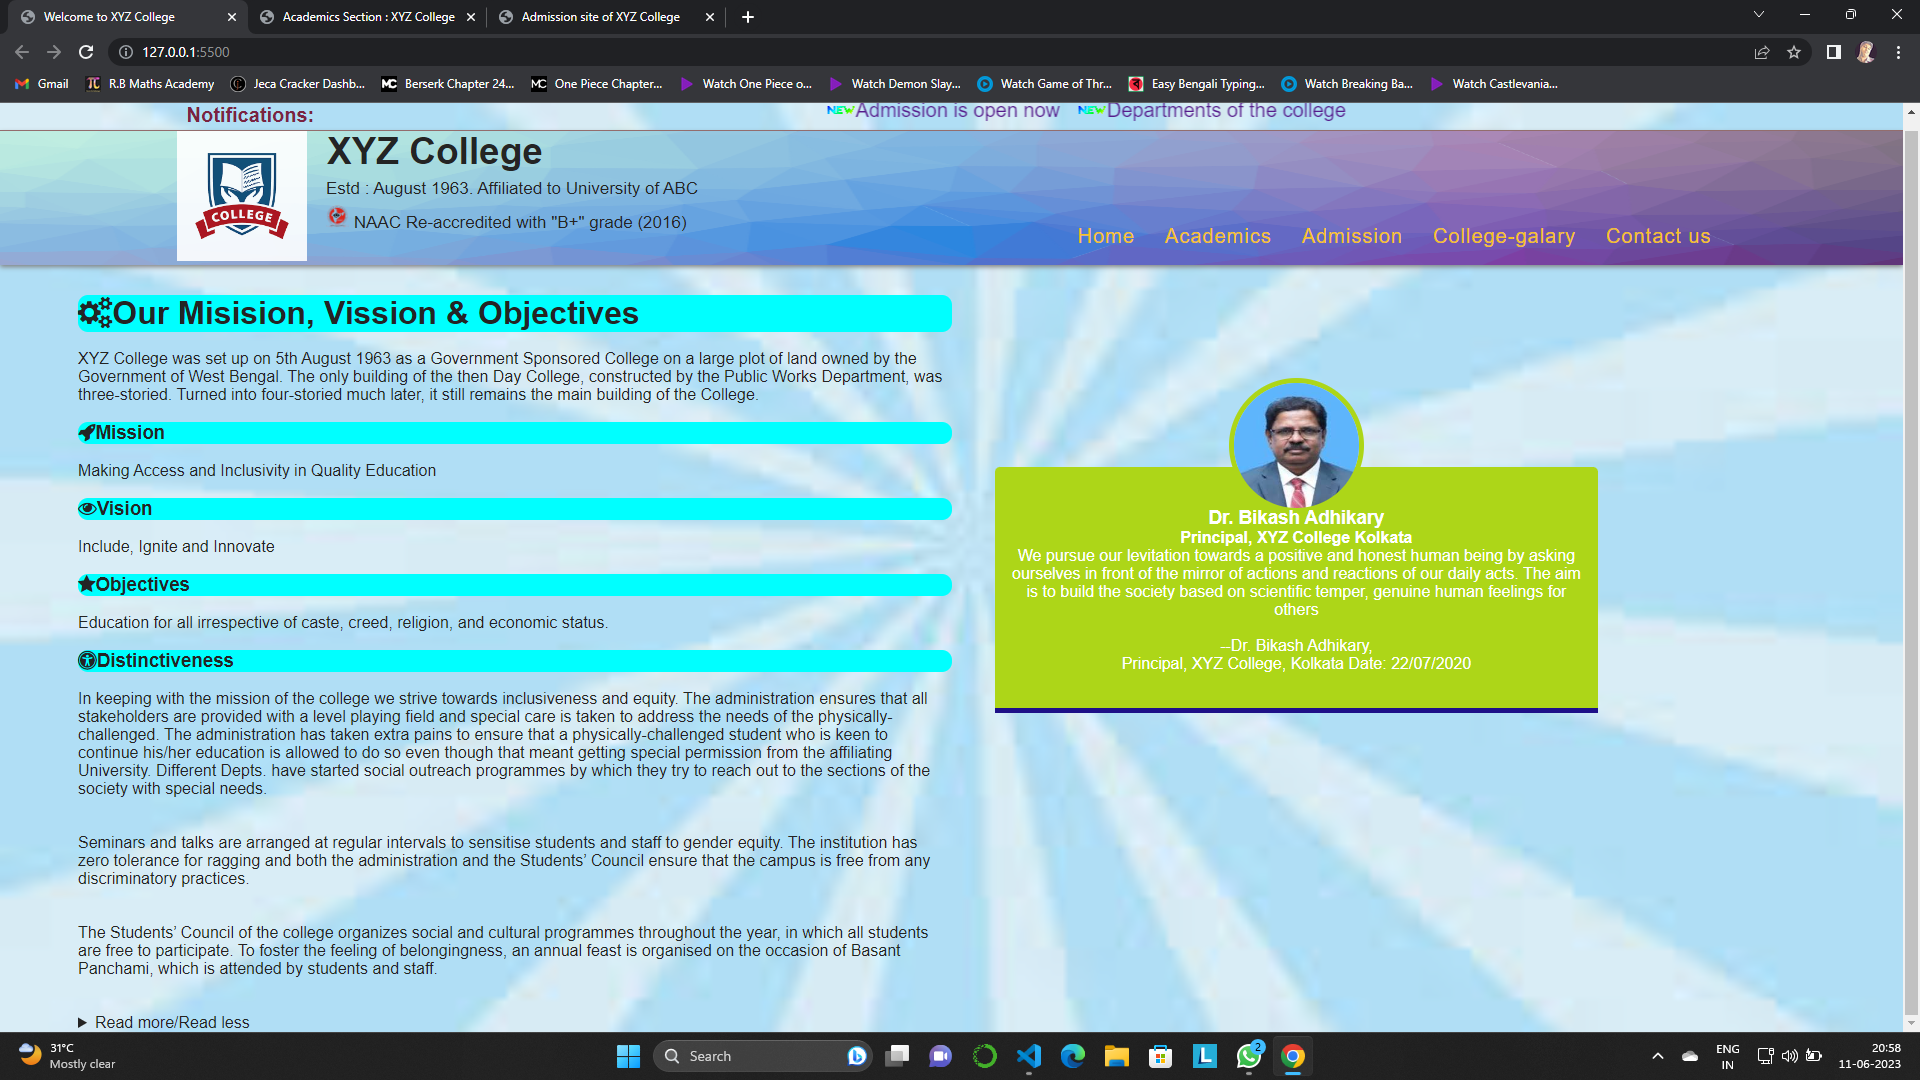 Welcome to XYZ College
Academics Section : XYZ College
Admission site of XYZ College
127.0.0.1:5500
Gmail
R.B Maths Academy
Jeca Cracker Dashb...
MC
Berserk Chapter 24...
MC
One Piece Chapter...
Watch One Piece o...
Watch Demon Slay...
Watch Game of Thr...
Easy Bengali Typing...
Watch Breaking Ba...
Watch Castlevania...
Notifications:
NEW Admission is open now
NEW Departments of the college
COLLEGE
XYZ College
Estd : August 1963. Affiliated to University of ABC
NAAC Re-accredited with "B+" grade (2016)
Home
Academics
Admission
College-galary
Contact us
Our Misision, Vission & Objectives
XYZ College was set up on 5th August 1963 as a Government Sponsored College on a large plot of land owned by the
Government of West Bengal. The only building of the then Day College, constructed by the Public Works Department, was
three-storied. Turned into four-storied much later, it still remains the main building of the College.
Mission
Making Access and Inclusivity in Quality Education
Vision
Include, Ignite and Innovate
Objectives
Education for all irrespective of caste, creed, religion, and economic status.
Distinctiveness
In keeping with the mission of the college we strive towards inclusiveness and equity. The administration ensures that all
stakeholders are provided with a level playing field and special care is taken to address the needs of the physically-
challenged. The administration has taken extra pains to ensure that a physically-challenged student who is keen to
continue his/her education is allowed to do so even though that meant getting special permission from the affiliating
University. Different Depts. have started social outreach programmes by which they try to reach out to the sections of the
society with special needs.
Seminars and talks are arranged at regular intervals to sensitise students and staff to gender equity. The institution has
zero tolerance for ragging and both the administration and the Students’ Council ensure that the campus is free from any
discriminatory practices.
The Students’ Council of the college organizes social and cultural programmes throughout the year, in which all students
are free to participate. To foster the feeling of belongingness, an annual feast is organised on the occasion of Basant
Panchami, which is attended by students and staff.
Read more/Read less
Dr. Bikash Adhikary
Principal, XYZ College Kolkata
We pursue our levitation towards a positive and honest human being by asking
ourselves in front of the mirror of actions and reactions of our daily acts. The aim
is to build the society based on scientific temper, genuine human feelings for
others
--Dr. Bikash Adhikary,
Principal, XYZ College, Kolkata Date: 22/07/2020
31°C
Mostly clear
Search
L
2
ENG
IN
20:58
11-06-2023